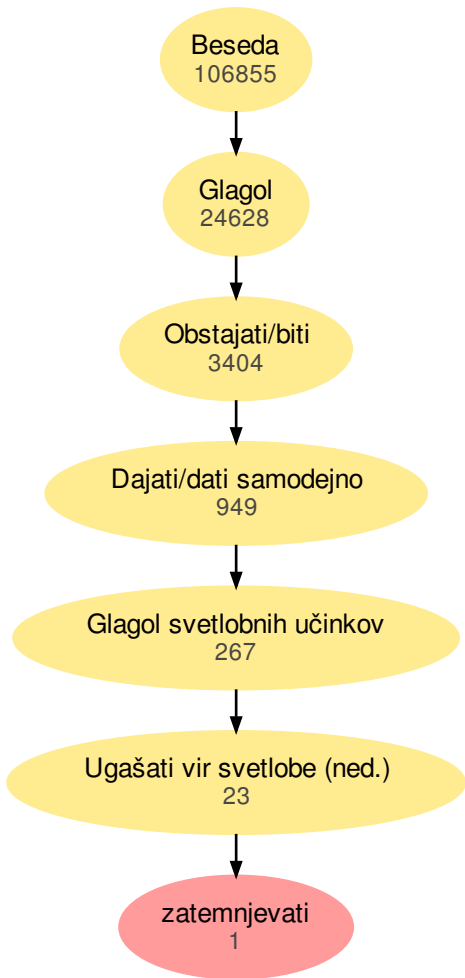 Beseda
106855
Glagol
24628
Obstajati/biti
3404
Dajati/dati samodejno
949
Glagol svetlobnih učinkov
267
Ugašati vir svetlobe (ned.)
23
zatemnjevati
1